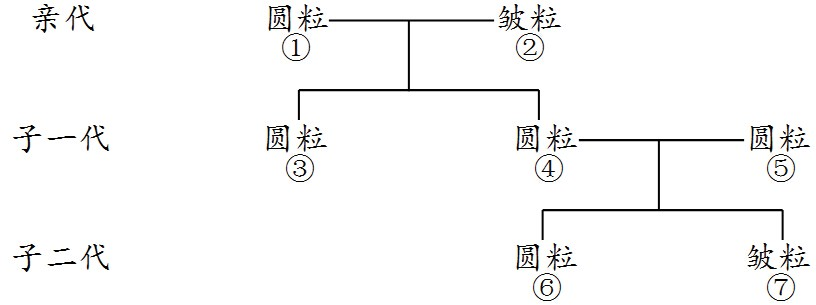 亲代 圆粒 皱粒
① ②
子一代 圆粒 圆粒 圆粒
③ ④ ⑤
子二代 圆粒 皱粒
⑥ ⑦